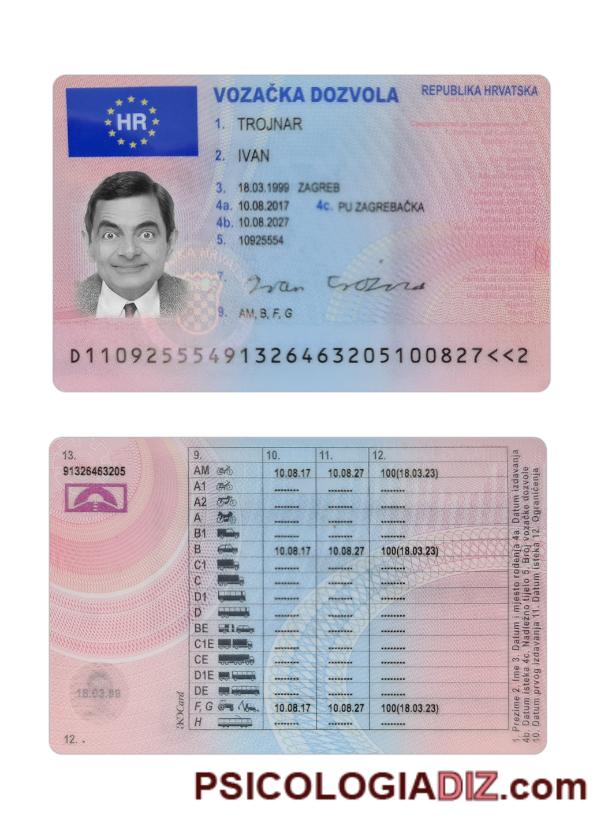 HR
VOZAČKA DOZVOLA
REPUBLIKA HRVATSKA
1. TROJNAR
2. IVAN
3. 18.03.1999 ZAGREB
4a. 10.08.2017 4c. PU ZAGREBAČKA
4b. 10.08.2027
5. 10925554
7.
9. AM, B, F, G
D11092555491326463205100827<<2
13.
91326463205
9. 10. 11. 12.
AM 10.08.17 10.08.27 100(18.03.23)
A1 -------- -------- --------
A2 -------- -------- --------
A -------- -------- --------
B1 -------- -------- --------
B 10.08.17 10.08.27 100(18.03.23)
C1 -------- -------- --------
C -------- -------- --------
D1 -------- -------- --------
D -------- -------- --------
BE -------- -------- --------
C1E -------- -------- --------
CE -------- -------- --------
D1E -------- -------- --------
DE -------- -------- --------
F, G 10.08.17 10.08.27 100(18.03.23)
H -------- -------- --------
18.03.99
12. -
1. Prezime 2. Ime 3. Datum i mjesto rođenja 4a. Datum izdavanja
4b. Datum isteka 4c. Nadležno tijelo 5. Broj vozačke dozvole
10. Datum prvog izdavanja 11. Datum isteka 12. Ograničenja
PSICOLOGIADIZ.com